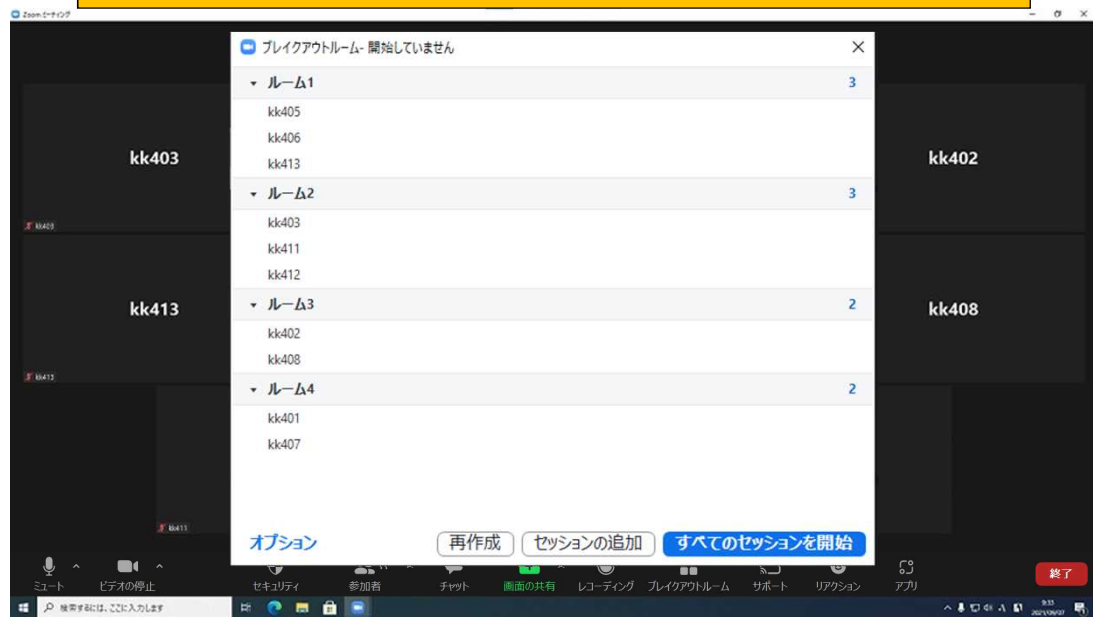 Zoom ミーティング
ブレイクアウトルーム- 開始していません
ルーム1 3
kk405
kk406
kk413
ルーム2 3
kk403
kk411
kk412
ルーム3 2
kk402
kk408
ルーム4 2
kk401
kk407
オプション 再作成 セッションの追加 すべてのセッションを開始
kk403
kk403
kk402
kk413
kk413
kk408
kk411
ミュート ビデオの停止 セキュリティ 参加者 チャット 画面の共有 レコーディング ブレイクアウトルーム サポート リアクション アプリ 終了
検索するには、ここに入力します
9:33
2021/09/07